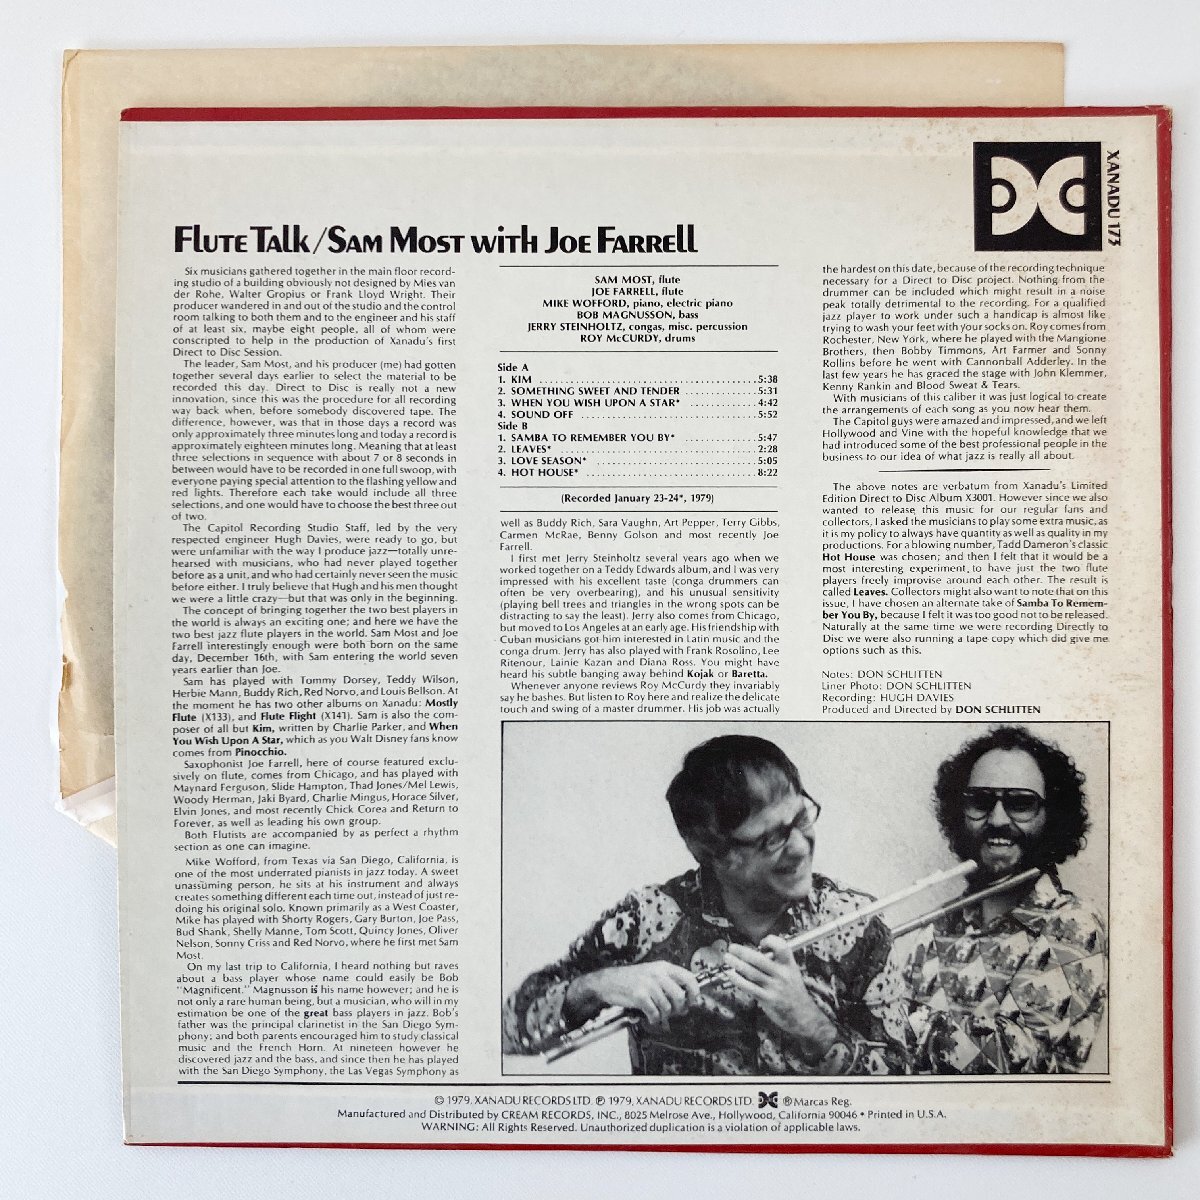 XANADU 173
Flute Talk/Sam Most with Joe Farrell
Six musicians gathered together in the main floor record-
ing studio of a building obviously not designed by Mies van
der Rohe, Walter Gropius or Frank Lloyd Wright. Their
producer wandered in and out of the studio and the control
room talking to both them and to the engineer and his staff
of at least six, maybe eight people, all of whom were
conscripted to help in the production of Xanadu's first
Direct to Disc Session.
The leader, Sam Most, and his producer (me) had gotten
together several days earlier to select the material to be
recorded this day. Direct to Disc is really not a new
innovation, since this was the procedure for all recording
way back when, before somebody discovered tape. The
difference, however, was that in those days a record was
only approximately three minutes long and today a record is
approximately eighteen minutes long. Meaning that at least
three selections in sequence with about 7 or 8 seconds in
between would have to be recorded in one full swoop, with
everyone paying special attention to the flashing yellow and
red lights. Therefore each take would include all three
selections, and one would have to choose the best three out
of two.
The Capitol Recording Studio Staff, led by the very
respected engineer Hugh Davies, were ready to go, but
were unfamiliar with the way I produce jazz—totally unre-
hearsed with musicians, who had never played together
before as a unit, and who had certainly never seen the music
before either. I truly believe that Hugh and his men thought
we were a little crazy—but that was only in the beginning.
The concept of bringing together the two best players in
the world is always an exciting one; and here we have the
two best jazz flute players in the world. Sam Most and Joe
Farrell interestingly enough were both born on the same
day, December 16th, with Sam entering the world seven
years earlier than Joe.
Sam has played with Tommy Dorsey, Teddy Wilson,
Herbie Mann, Buddy Rich, Red Norvo, and Louis Bellson. At
the moment he has two other albums on Xanadu: Mostly
Flute (X133), and Flute Flight (X141). Sam is also the com-
poser of all but Kim, written by Charlie Parker, and When
You Wish Upon A Star, which as you Walt Disney fans know
comes from Pinocchio.
Saxophonist Joe Farrell, here of course featured exclu-
sively on flute, comes from Chicago, and has played with
Maynard Ferguson, Slide Hampton, Thad Jones/Mel Lewis,
Woody Herman, Jaki Byard, Charlie Mingus, Horace Silver,
Elvin Jones, and most recently Chick Corea and Return to
Forever, as well as leading his own group.
Both Flutists are accompanied by as perfect a rhythm
section as one can imagine.
Mike Wofford, from Texas via San Diego, California, is
one of the most underrated pianists in jazz today. A sweet
unassuming person, he sits at his instrument and always
creates something different each time out, instead of just re-
doing his original solo. Known primarily as a West Coaster,
Mike has played with Shorty Rogers, Gary Burton, Joe Pass,
Bud Shank, Shelly Manne, Tom Scott, Quincy Jones, Oliver
Nelson, Sonny Criss and Red Norvo, where he first met Sam
Most.
On my last trip to California, I heard nothing but raves
about a bass player whose name could easily be Bob
"Magnificent." Magnusson is his name however; and he is
not only a rare human being, but a musician, who will in my
estimation be one of the great bass players in jazz. Bob's
father was the principal clarinetist in the San Diego Sym-
phony; and both parents encouraged him to study classical
music and the French Horn. At nineteen however he
discovered jazz and the bass, and since then he has played
with the San Diego Symphony, the Las Vegas Symphony as
SAM MOST, flute
JOE FARRELL, flute
MIKE WOFFORD, piano, electric piano
BOB MAGNUSSON, bass
JERRY STEINHOLTZ, congas, misc. percussion
ROY McCURDY, drums
Side A
1. KIM 5:38
2. SOMETHING SWEET AND TENDER 5:31
3. WHEN YOU WISH UPON A STAR* 4:42
4. SOUND OFF 5:52
Side B
1. SAMBA TO REMEMBER YOU BY* 5:47
2. LEAVES* 2:28
3. LOVE SEASON* 5:05
4. HOT HOUSE* 8:22
(Recorded January 23-24*, 1979)
well as Buddy Rich, Sara Vaughn, Art Pepper, Terry Gibbs,
Carmen McRae, Benny Golson and most recently Joe
Farrell.
I first met Jerry Steinholtz several years ago when we
worked together on a Teddy Edwards album, and I was very
impressed with his excellent taste (conga drummers can
often be very overbearing), and his unusual sensitivity
(playing bell trees and triangles in the wrong spots can be
distracting to say the least). Jerry also comes from Chicago,
but moved to Los Angeles at an early age. His friendship with
Cuban musicians got him interested in Latin music and the
conga drum. Jerry has also played with Frank Rosolino, Lee
Ritenour, Lainie Kazan and Diana Ross. You might have
heard his subtle banging away behind Kojak or Baretta.
Whenever anyone reviews Roy McCurdy they invariably
say he bashes. But listen to Roy here and realize the delicate
touch and swing of a master drummer. His job was actually
the hardest on this date, because of the recording technique
necessary for a Direct to Disc project. Nothing from the
drummer can be included which might result in a noise
peak totally detrimental to the recording. For a qualified
jazz player to work under such a handicap is almost like
trying to wash your feet with your socks on. Roy comes from
Rochester, New York, where he played with the Mangione
Brothers, then Bobby Timmons, Art Farmer and Sonny
Rollins before he went with Cannonball Adderley. In the
last few years he has graced the stage with John Klemmer,
Kenny Rankin and Blood Sweat & Tears.
With musicians of this caliber it was just logical to create
the arrangements of each song as you now hear them.
The Capitol guys were amazed and impressed, and we left
Hollywood and Vine with the hopeful knowledge that we
had introduced some of the best professional people in the
business to our idea of what jazz is really all about.
The above notes are verbatum from Xanadu's Limited
Edition Direct to Disc Album X3001. However since we also
wanted to release this music for our regular fans and
collectors, I asked the musicians to play some extra music, as
it is my policy to always have quantity as well as quality in my
productions. For a blowing number, Tadd Dameron's classic
Hot House was chosen; and then I felt that it would be a
most interesting experiment to have just the two flute
players freely improvise around each other. The result is
called Leaves. Collectors might also want to note that on this
issue, I have chosen an alternate take of Samba To Remem-
ber You By, because I felt it was too good not to be released.
Naturally at the same time we were recording Directly to
Disc we were also running a tape copy which did give me
options such as this.
Notes: DON SCHLITTEN
Liner Photo: DON SCHLITTEN
Recording: HUGH DAVIES
Produced and Directed by DON SCHLITTEN
© 1979, XANADU RECORDS LTD. ℗ 1979, XANADU RECORDS LTD. ® Marcas Reg.
Manufactured and Distributed by CREAM RECORDS, INC., 8025 Melrose Ave., Hollywood, California 90046 • Printed in U.S.A.
WARNING: All Rights Reserved. Unauthorized duplication is a violation of applicable laws.